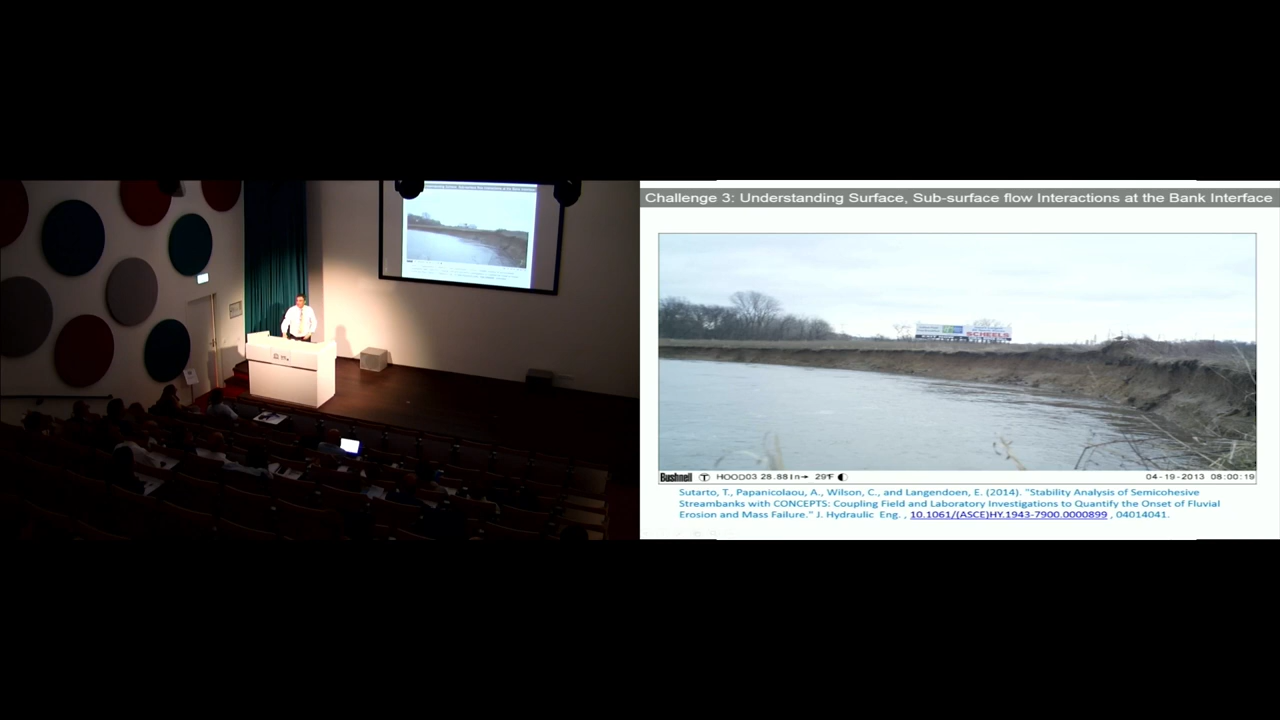 Challenge 3: Understanding Surface, Sub-surface flow Interactions at the Bank Interface
SCHEELS
Bushnell T HOOD03 28.88In→ 29°F 04-19-2013 08:00:19
Sutarto, T., Papanicolaou, A., Wilson, C., and Langendoen, E. (2014). "Stability Analysis of Semicohesive
Streambanks with CONCEPTS: Coupling Field and Laboratory Investigations to Quantify the Onset of Fluvial
Erosion and Mass Failure." J. Hydraulic Eng. , 10.1061/(ASCE)HY.1943-7900.0000899 , 04014041.